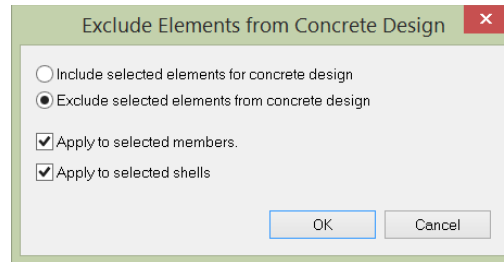 Exclude Elements from Concrete Design
Include selected elements for concrete design
Exclude selected elements from concrete design
Apply to selected members.
Apply to selected shells
OK Cancel